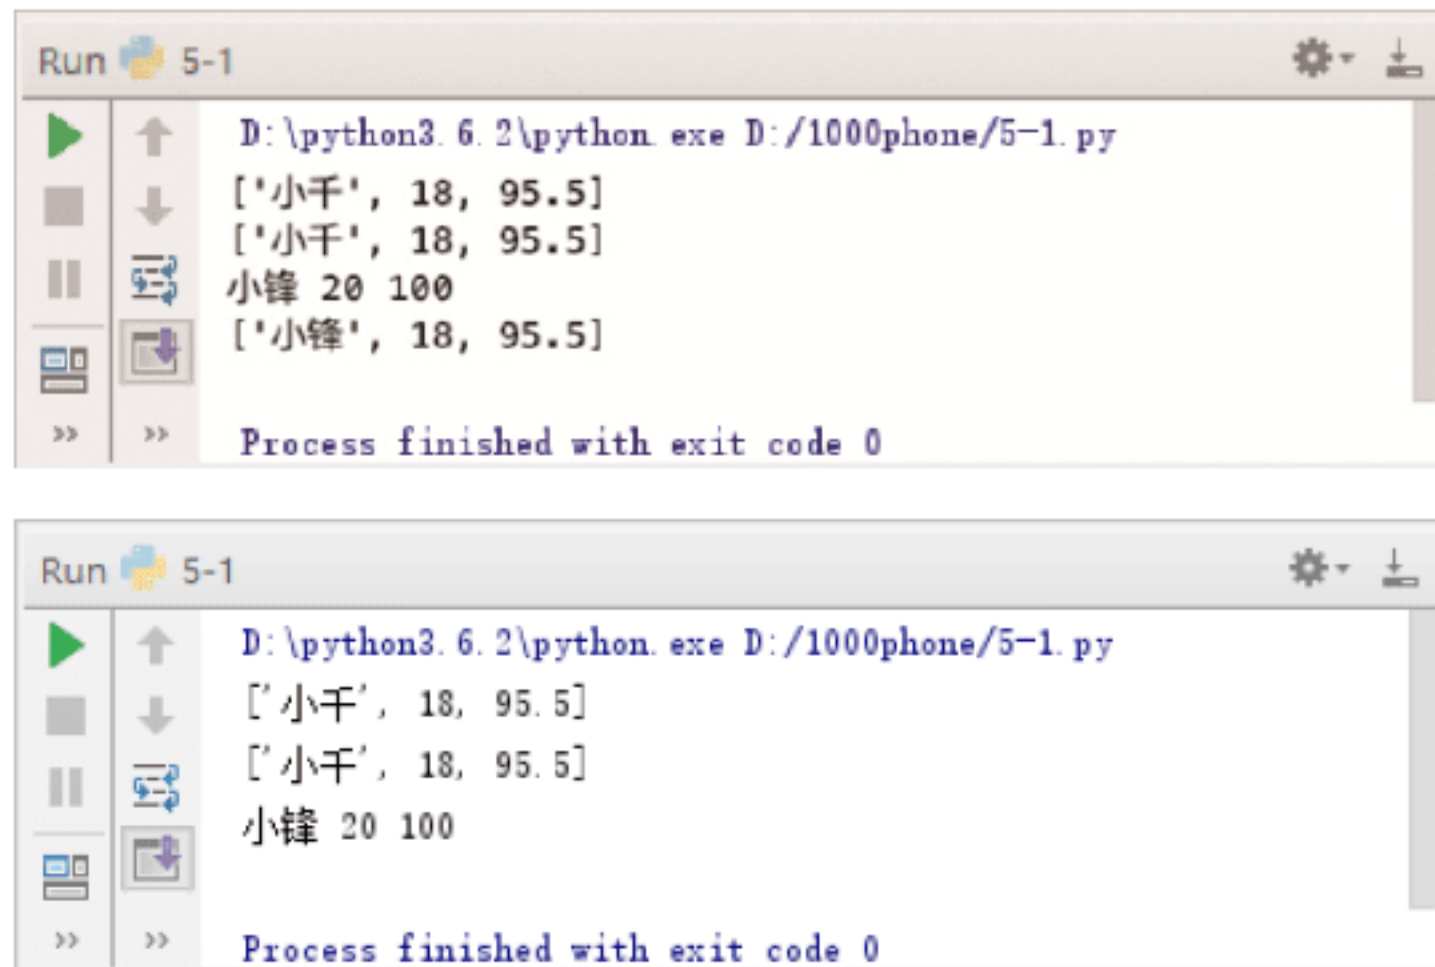 Run 5-1
D:\python3.6.2\python.exe D:/1000phone/5-1.py
['小千', 18, 95.5]
['小千', 18, 95.5]
小锋 20 100
['小锋', 18, 95.5]
Process finished with exit code 0
Run 5-1
D:\python3.6.2\python.exe D:/1000phone/5-1.py
['小千', 18, 95.5]
['小千', 18, 95.5]
小锋 20 100
Process finished with exit code 0